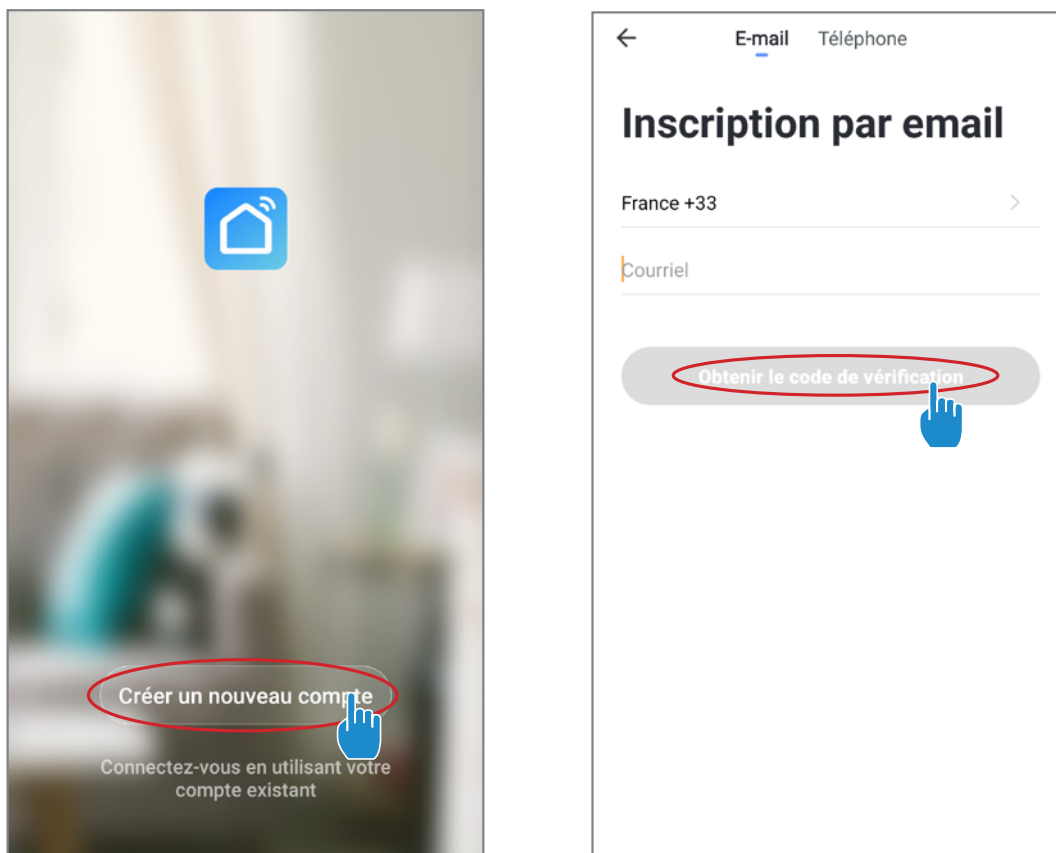 Créer un nouveau compte
Connectez-vous en utilisant votre
compte existant
E-mail Téléphone
Inscription par email
France +33
Courriel
Obtenir le code de vérification